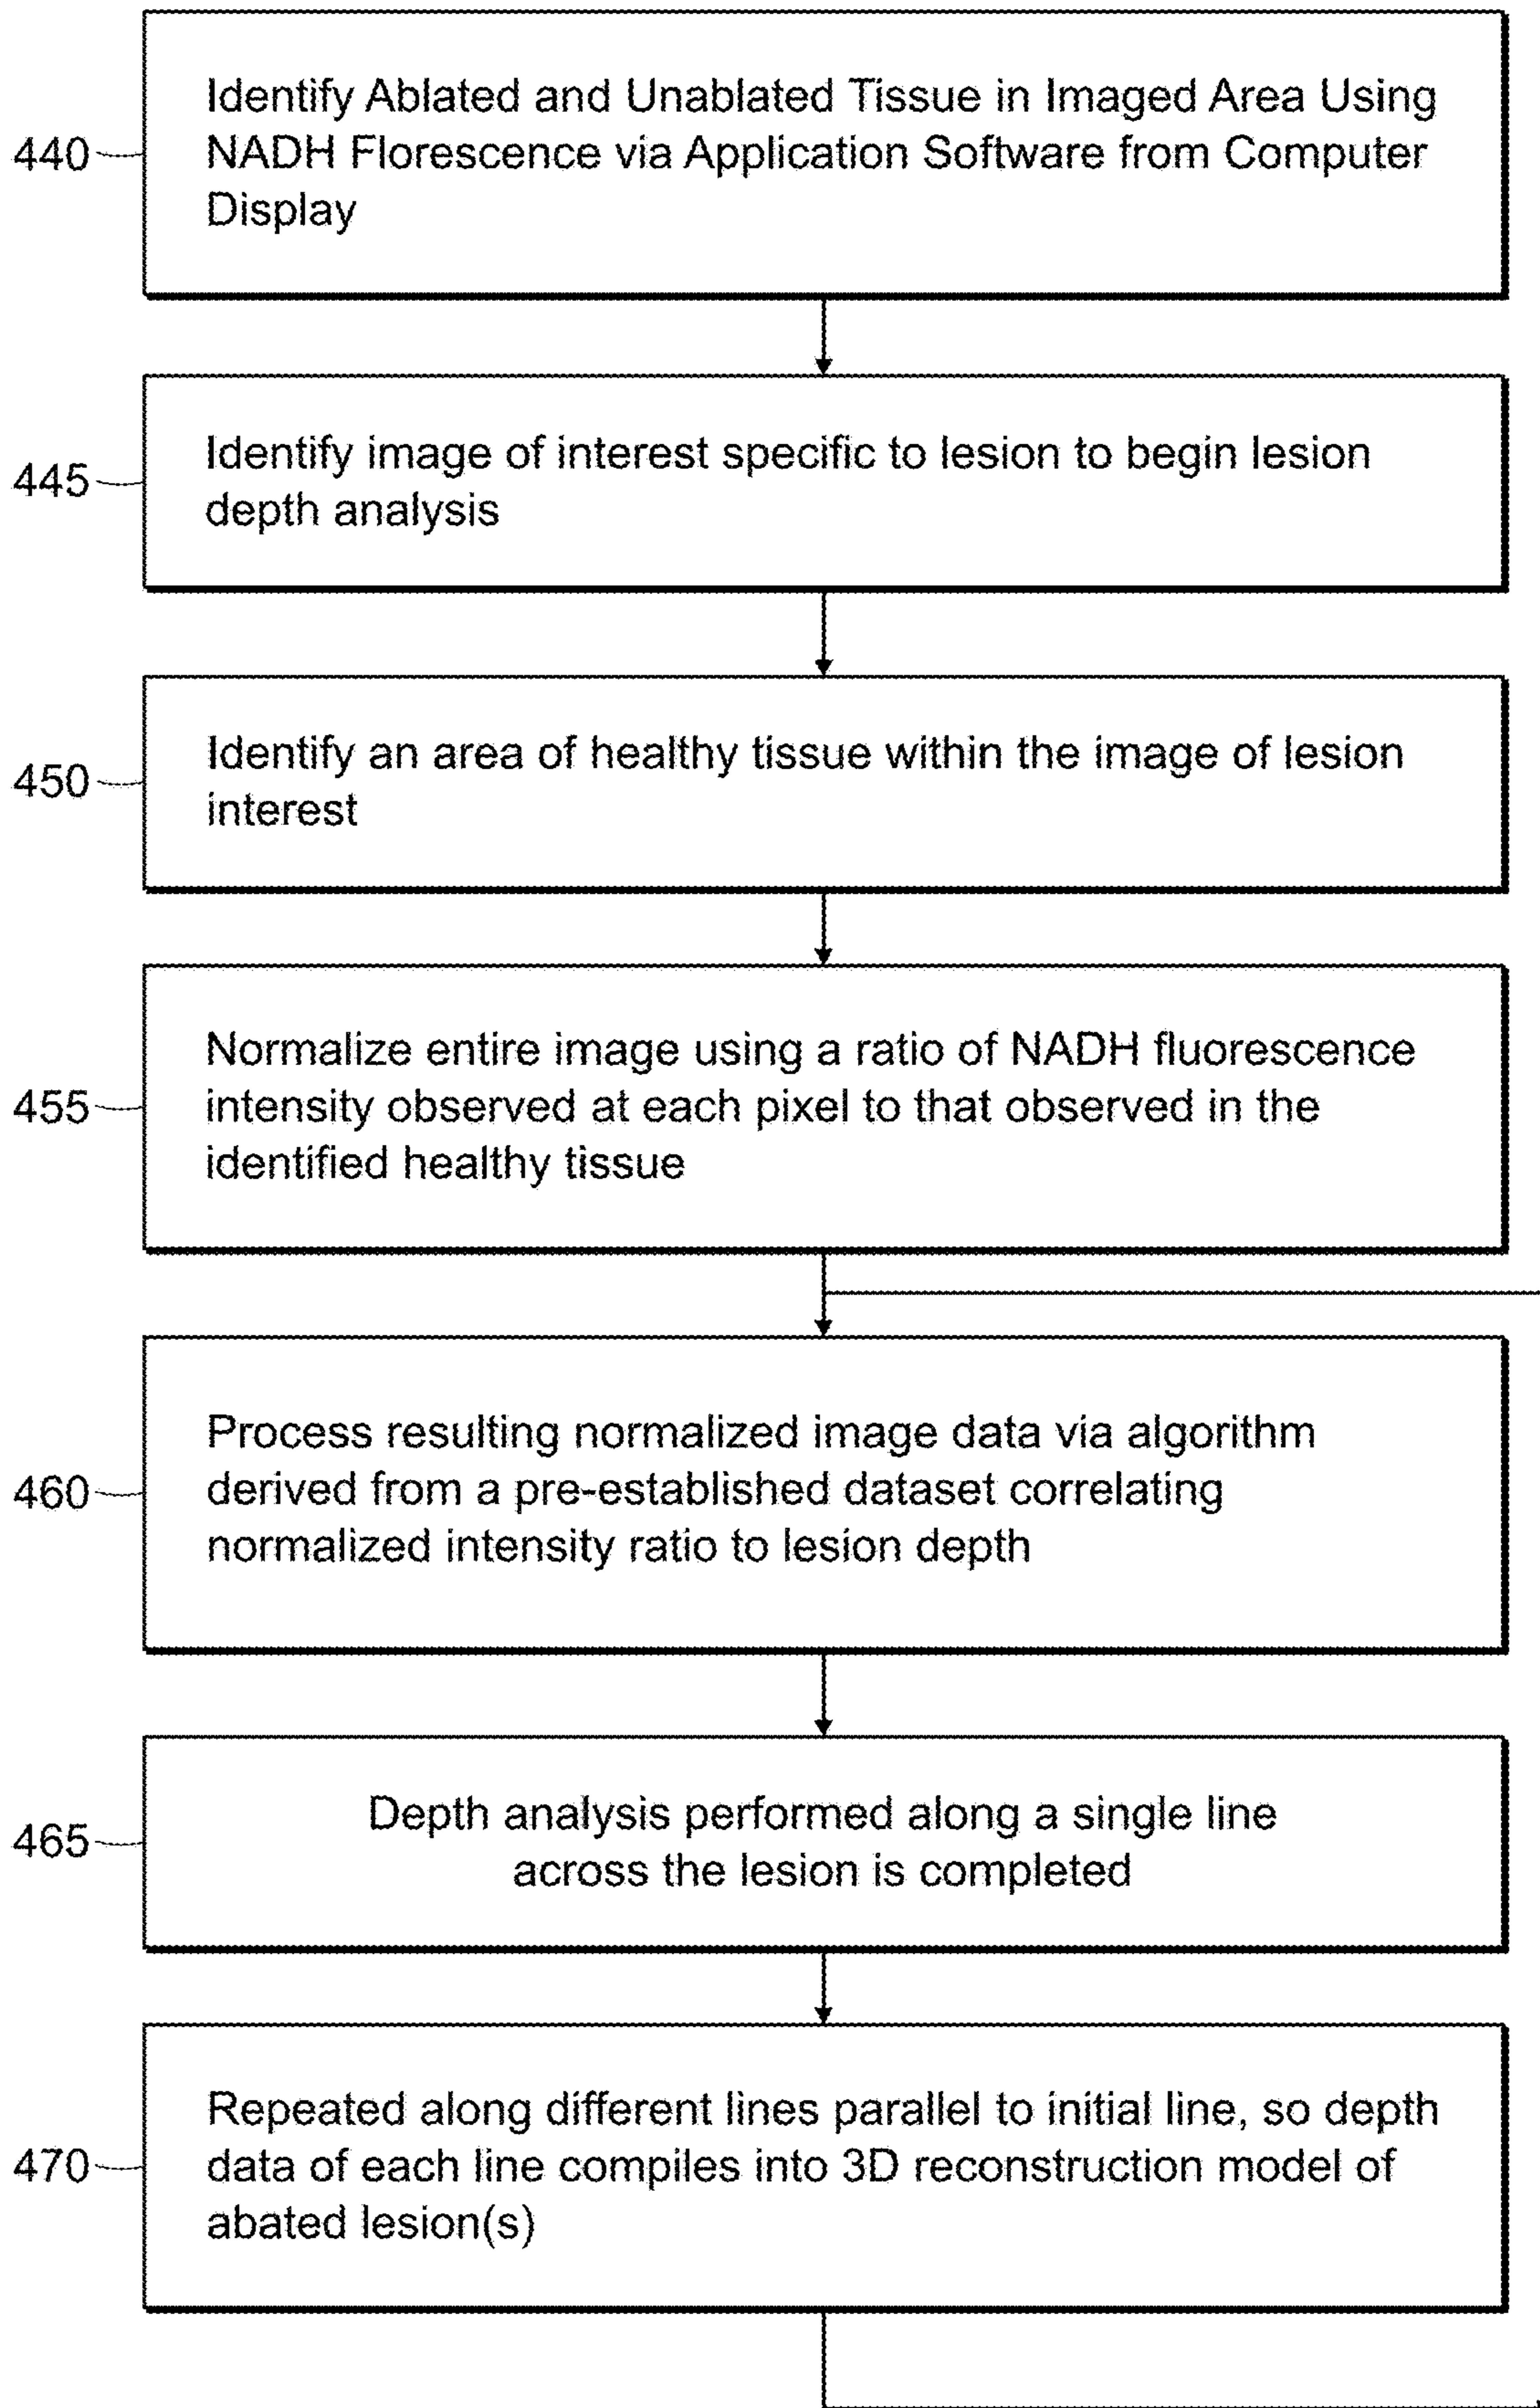 440
Identify Ablated and Unablated Tissue in Imaged Area Using
NADH Florescence via Application Software from Computer
Display
445
Identify image of interest specific to lesion to begin lesion
depth analysis
450
Identify an area of healthy tissue within the image of lesion
interest
455
Normalize entire image using a ratio of NADH fluorescence
intensity observed at each pixel to that observed in the
identified healthy tissue
460
Process resulting normalized image data via algorithm
derived from a pre-established dataset correlating
normalized intensity ratio to lesion depth
465
Depth analysis performed along a single line
across the lesion is completed
470
Repeated along different lines parallel to initial line, so depth
data of each line compiles into 3D reconstruction model of
abated lesion(s)